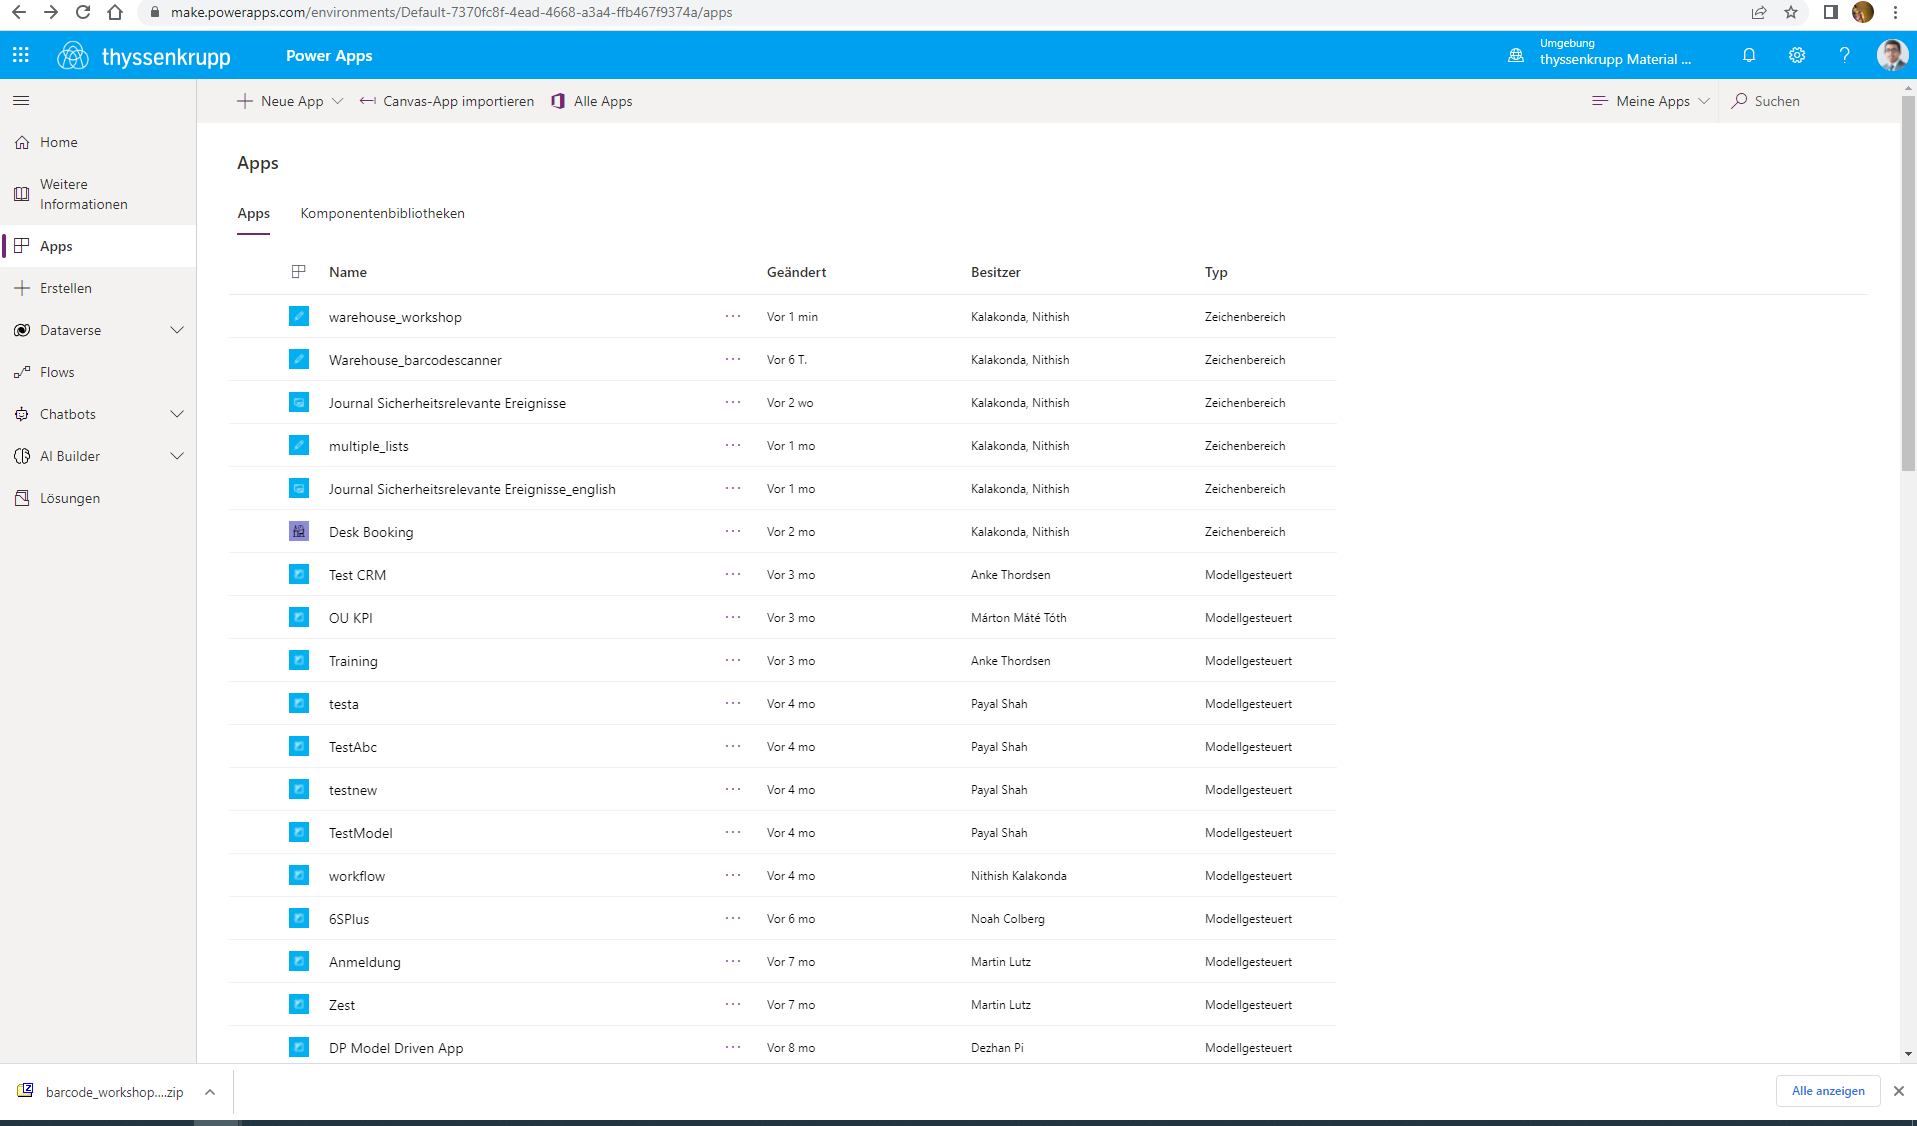 make.powerapps.com/environments/Default-7370fc8f-4ead-4668-a3a4-ffb467f9374a/apps
thyssenkrupp
Power Apps
Umgebung
thyssenkrupp Material ...
Neue App
Canvas-App importieren
Alle Apps
Meine Apps
Suchen
Home
Weitere
Informationen
Apps
Erstellen
Dataverse
Flows
Chatbots
AI Builder
Lösungen
Apps
Apps Komponentenbibliotheken
Name Geändert Besitzer Typ
warehouse_workshop ... Vor 1 min Kalakonda, Nithish Zeichenbereich
Warehouse_barcodescanner ... Vor 6 T. Kalakonda, Nithish Zeichenbereich
Journal Sicherheitsrelevante Ereignisse ... Vor 2 wo Kalakonda, Nithish Zeichenbereich
multiple_lists ... Vor 1 mo Kalakonda, Nithish Zeichenbereich
Journal Sicherheitsrelevante Ereignisse_english ... Vor 1 mo Kalakonda, Nithish Zeichenbereich
Desk Booking ... Vor 2 mo Kalakonda, Nithish Zeichenbereich
Test CRM ... Vor 3 mo Anke Thordsen Modellgesteuert
OU KPI ... Vor 3 mo Márton Máté Tóth Modellgesteuert
Training ... Vor 3 mo Anke Thordsen Modellgesteuert
testa ... Vor 4 mo Payal Shah Modellgesteuert
TestAbc ... Vor 4 mo Payal Shah Modellgesteuert
testnew ... Vor 4 mo Payal Shah Modellgesteuert
TestModel ... Vor 4 mo Payal Shah Modellgesteuert
workflow ... Vor 4 mo Nithish Kalakonda Modellgesteuert
6SPlus ... Vor 6 mo Noah Colberg Modellgesteuert
Anmeldung ... Vor 7 mo Martin Lutz Modellgesteuert
Zest ... Vor 7 mo Martin Lutz Modellgesteuert
DP Model Driven App ... Vor 8 mo Dezhan Pi Modellgesteuert
barcode_workshop....zip
Alle anzeigen